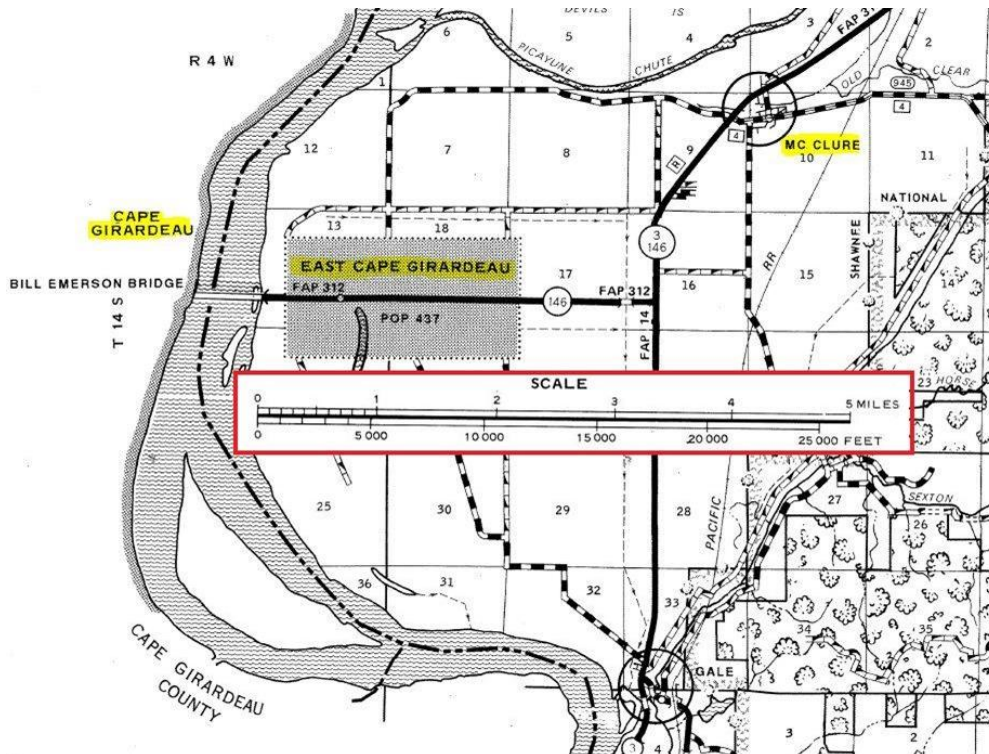 DEVILS IS
6
5
4
3
FAP 3
2
R 4 W
PICAYUNE
CHUTE
OLD
CLEAR
945
1
4
4
MC CLURE
12
7
8
9
R
10
11
NATIONAL
CAPE
GIRARDEAU
13
18
3
146
RR
SHAWNEE
EAST CAPE GIRARDEAU
17
16
15
14
BILL EMERSON BRIDGE
FAP 312
146
FAP 312
POP 437
FAP 14
T 14 S
SCALE
0 1 2 3 4 5 MILES
0 5 000 10 000 15 000 20 000 25 000 FEET
23
HORSE
25
30
29
28
PACIFIC
27
SEXTON
26
36
31
32
33
34
35
CAPE GIRARDEAU
COUNTY
GALE
3
4
3
2